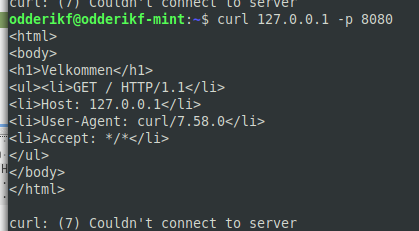 curl: (7) Couldn't connect to server
odderikf@odderikf-mint:~$ curl 127.0.0.1 -p 8080
<html>
<body>
<h1>Velkommen</h1>
<ul><li>GET / HTTP/1.1</li>
<li>Host: 127.0.0.1</li>
<li>User-Agent: curl/7.58.0</li>
<li>Accept: */*</li>
</ul>
</body>
</html>
curl: (7) Couldn't connect to server